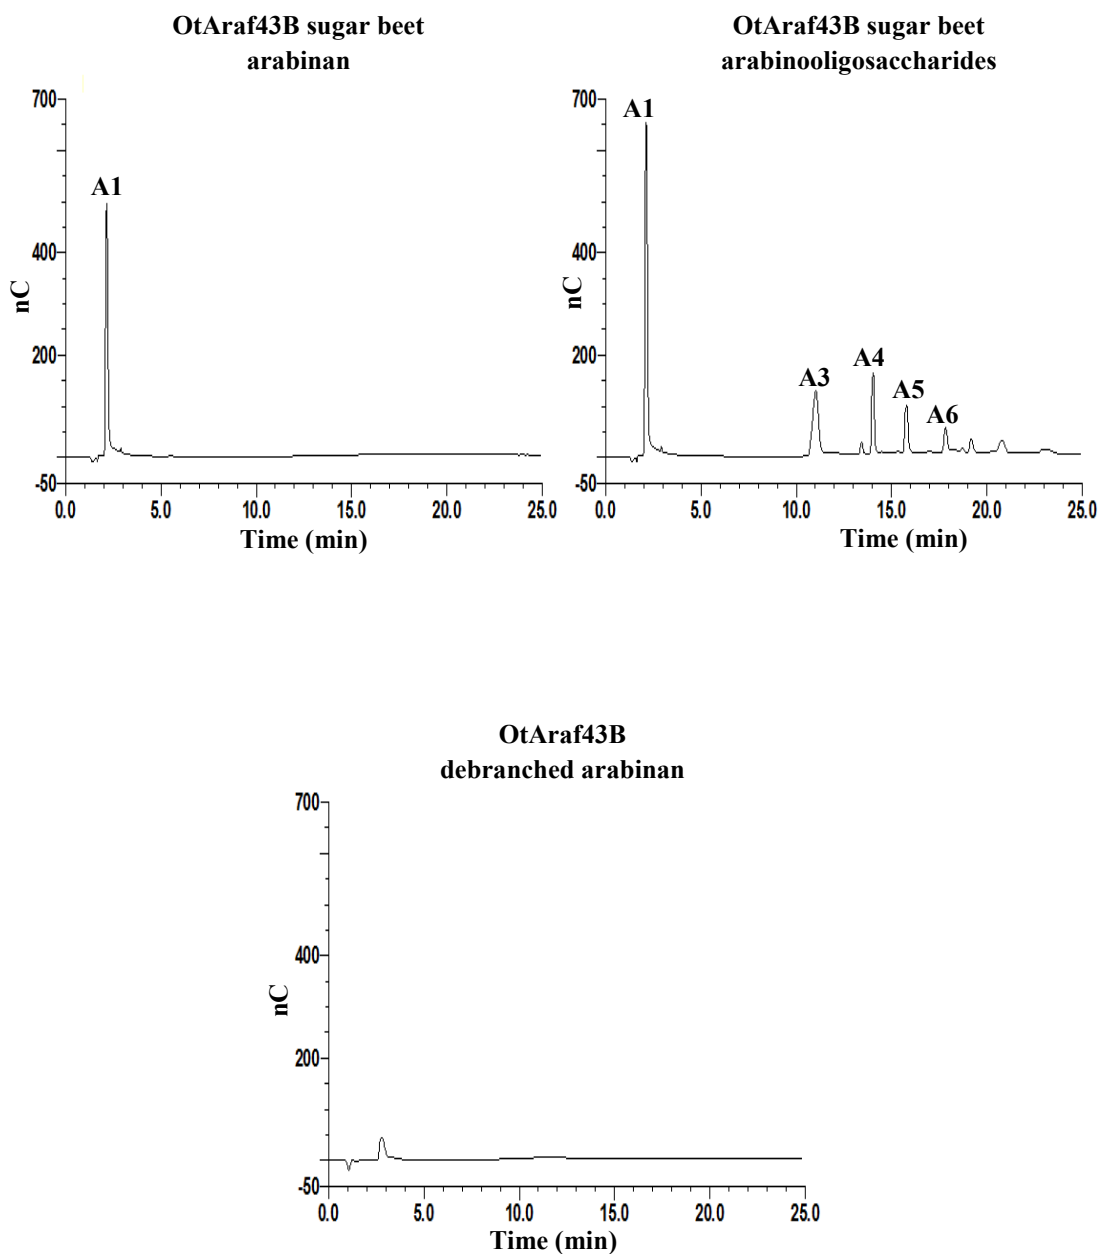 OtAraf43B sugar beet
arabinan
700
400
200
-50
nC
A1
0.0 5.0 10.0 15.0 20.0 25.0
Time (min)
OtAraf43B sugar beet
arabinooligosaccharides
700
400
200
-50
nC
A1
A3
A4
A5
A6
0.0 5.0 10.0 15.0 20.0 25.0
Time (min)
OtAraf43B
debranched arabinan
700
400
200
-50
nC
0.0 5.0 10.0 15.0 20.0 25.0
Time (min)